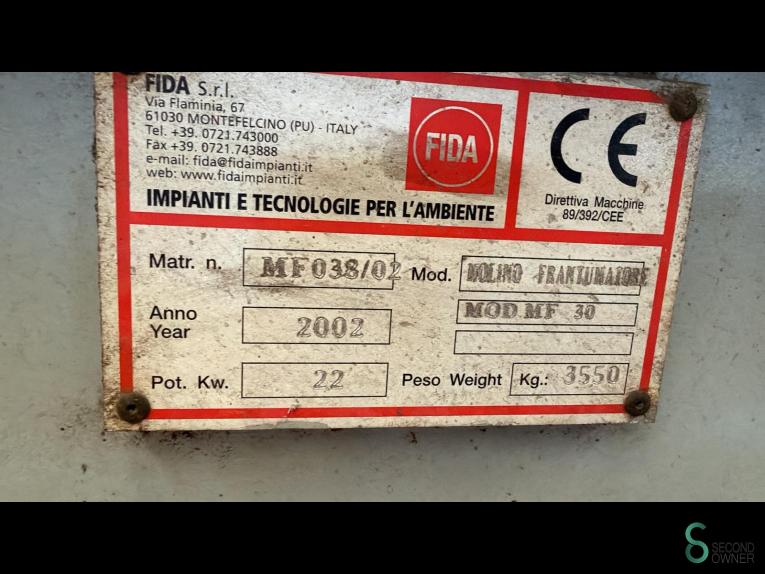 FIDA S.r.l.
Via Flaminia, 67
61030 MONTEFELCINO (PU) - ITALY
Tel. +39. 0721.743000
Fax +39. 0721.743888
e-mail: fida@fidaimpianti.it
web: www.fidaimpianti.it
IMPIANTI E TECNOLOGIE PER L'AMBIENTE
FIDA
CE
Direttiva Macchine
89/392/CEE
Matr. n. MF038/02 Mod. MOLINO FRANTUMATORE
MOD.MF 30
Anno
Year 2002
Pot. Kw. 22 Peso Weight Kg.: 3550
SECOND
OWNER